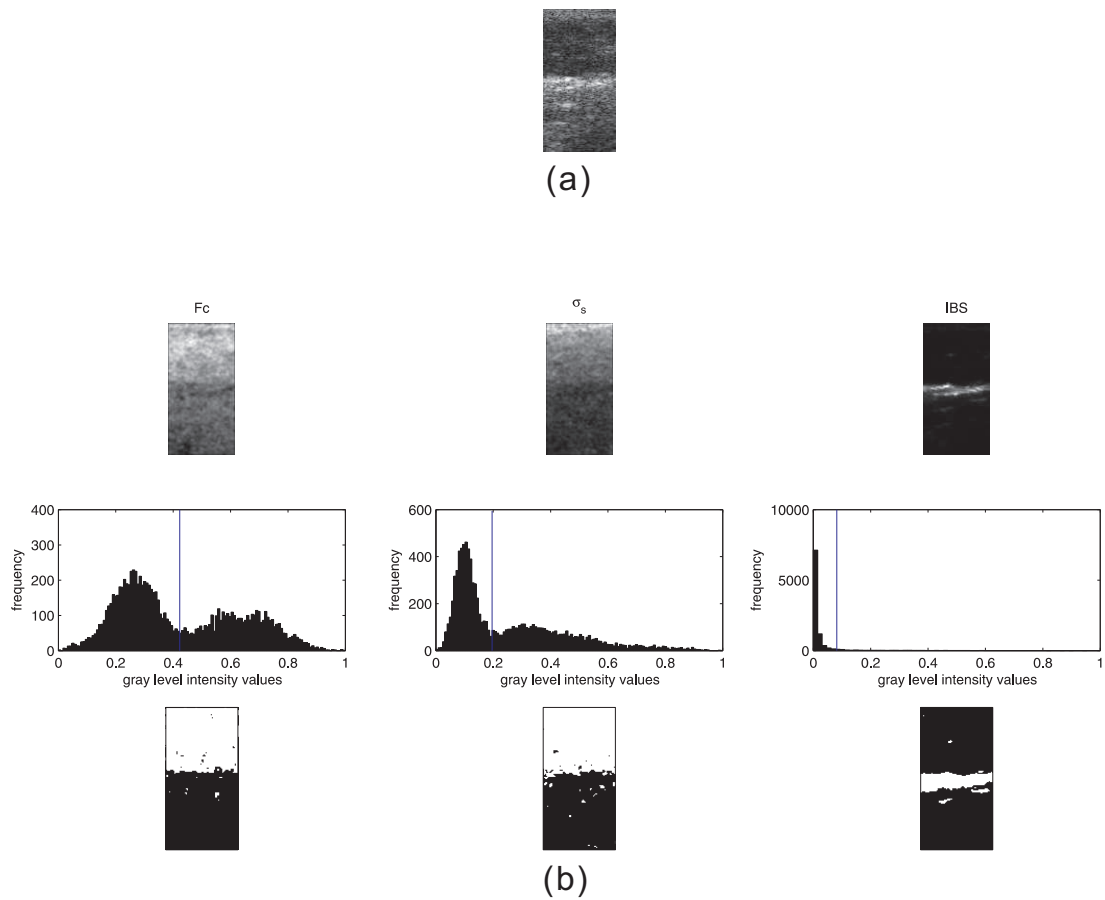 (a)
Fc
σs
IBS
400
300
200
100
0
frequency
0 0.2 0.4 0.6 0.8 1
gray level intensity values
600
400
200
0
frequency
0 0.2 0.4 0.6 0.8 1
gray level intensity values
10000
5000
0
frequency
0 0.2 0.4 0.6 0.8 1
gray level intensity values
(b)